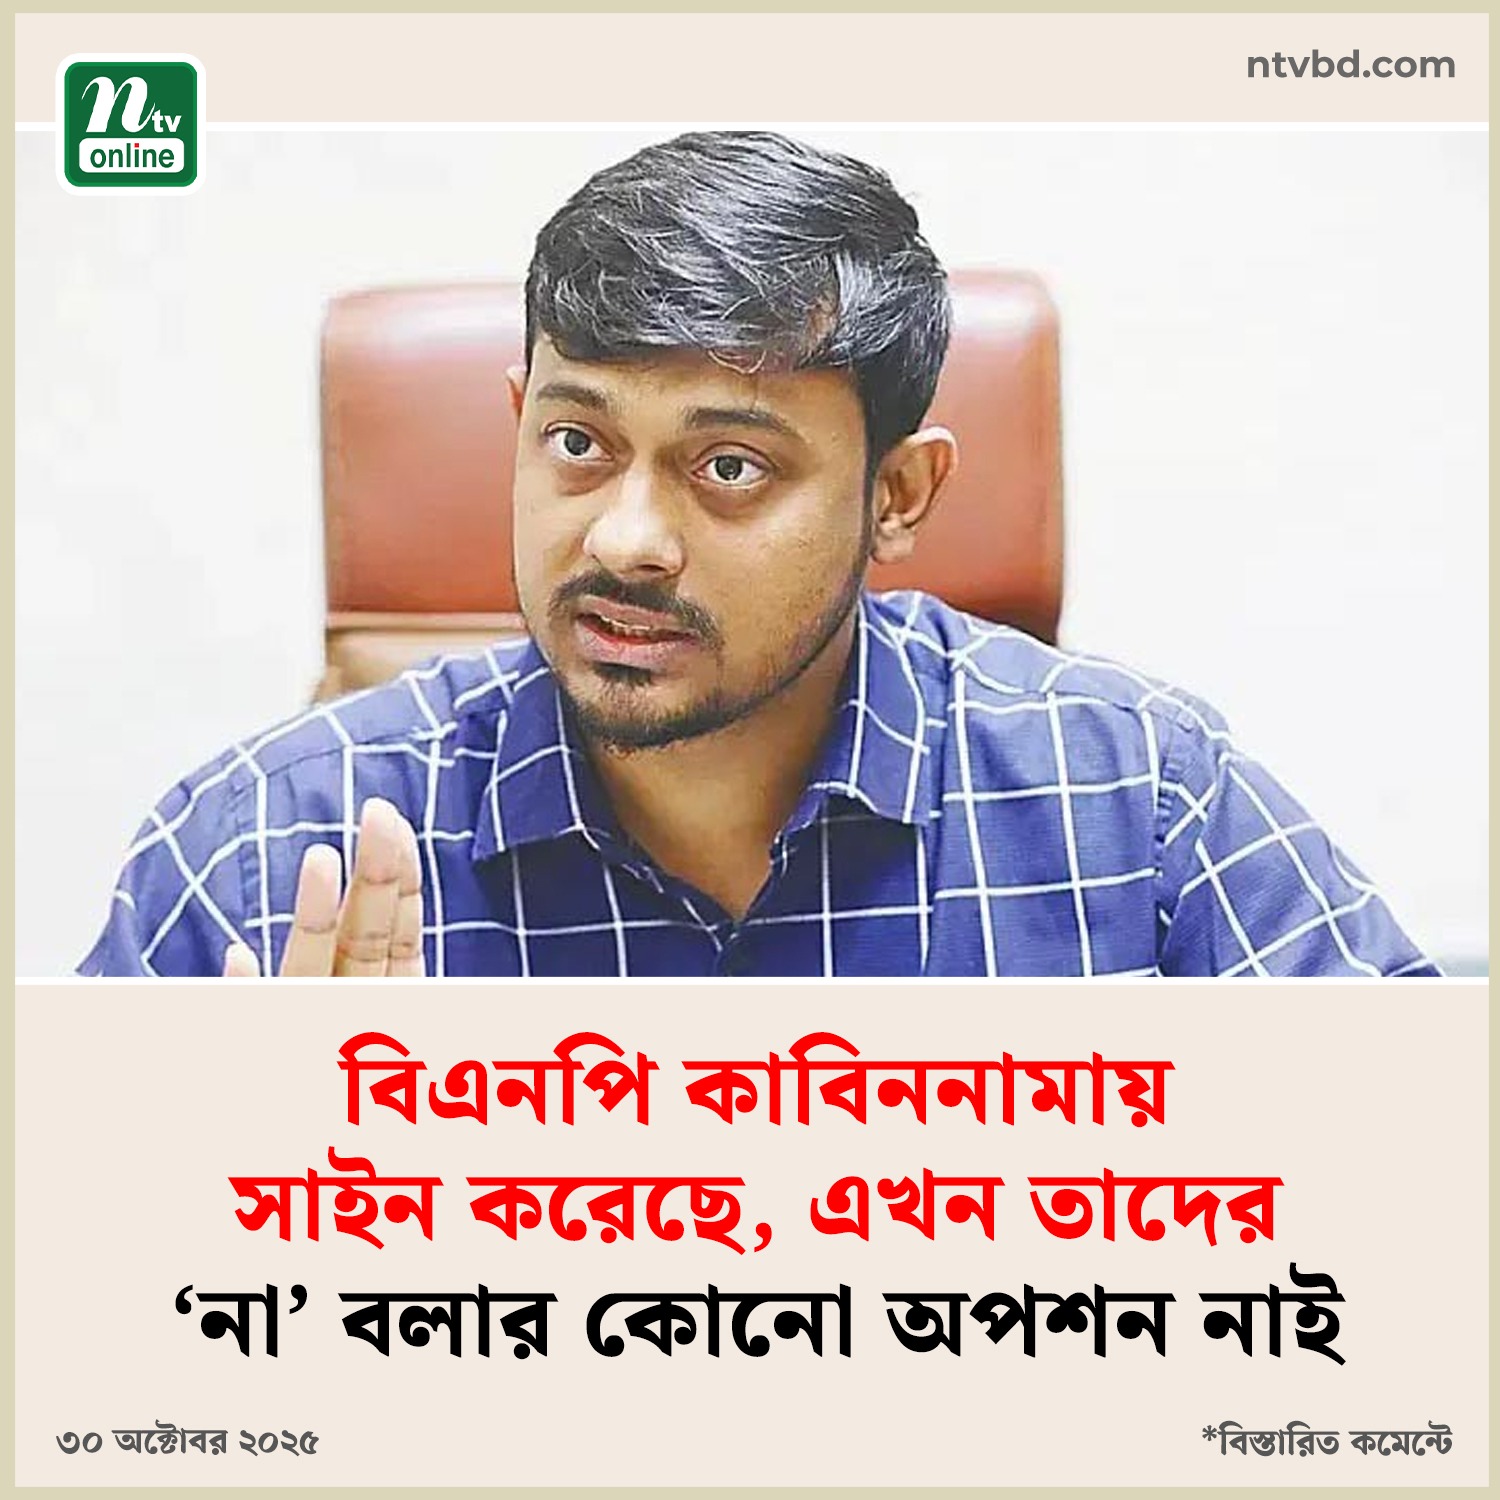 ntvbd.com
ntv
online
বিএনপি কাবিননামায়
সাইন করেছে, এখন তাদের
‘না’ বলার কোনো অপশন নাই
৩০ অক্টোবর ২০২৫
*বিস্তারিত কমেন্টে